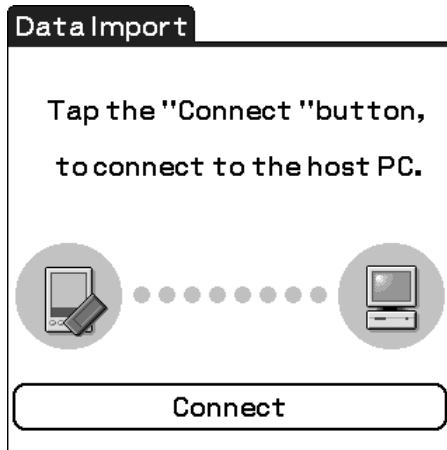 Data Import
Tap the "Connect "button,
to connect to the host PC.
Connect